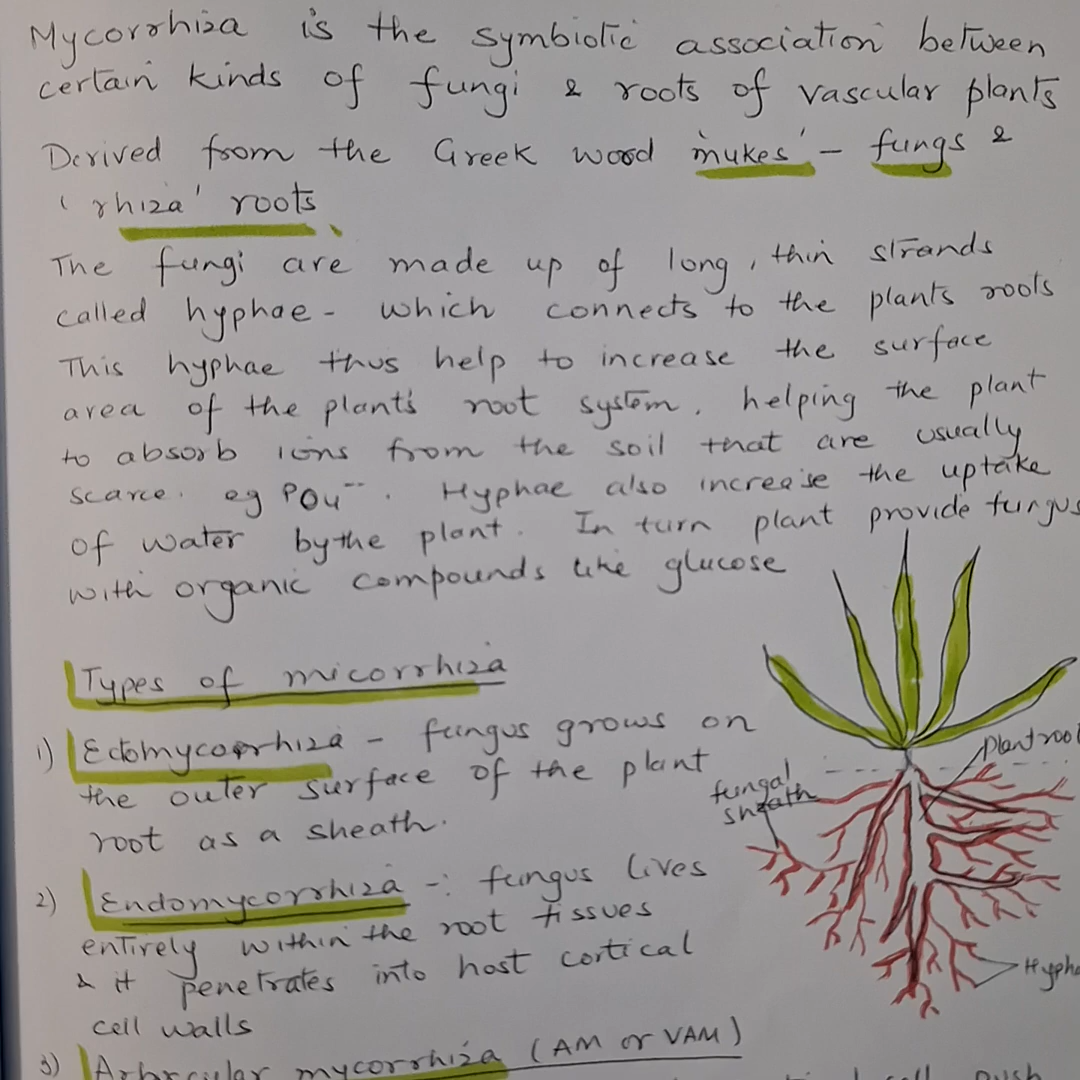 Mycorrhiza is the symbiotic association between
certain kinds of fungi & roots of vascular plants
Derived from the Greek word 'mukes' - fungs &
'rhiza' roots
The fungi are made up of long, thin strands
called hyphae - which connects to the plants roots
This hyphae thus help to increase the surface
area of the plant's root system, helping the plant
to absorb ions from the soil that are usually
scarce. eg PO4--. Hyphae also increase the uptake
of water by the plant. In turn plant provide fungus
with organic compounds like glucose
Types of micorrhiza
1) Ectomycorrhiza - fungus grows on
the outer surface of the plant
root as a sheath.
Plant root
fungal
sheath
2) Endomycorrhiza -: fungus lives
entirely within the root tissues
& it penetrates into host cortical
cell walls
Hypha
3) Arbrcular mycorrhiza (AM or VAM)
cell push